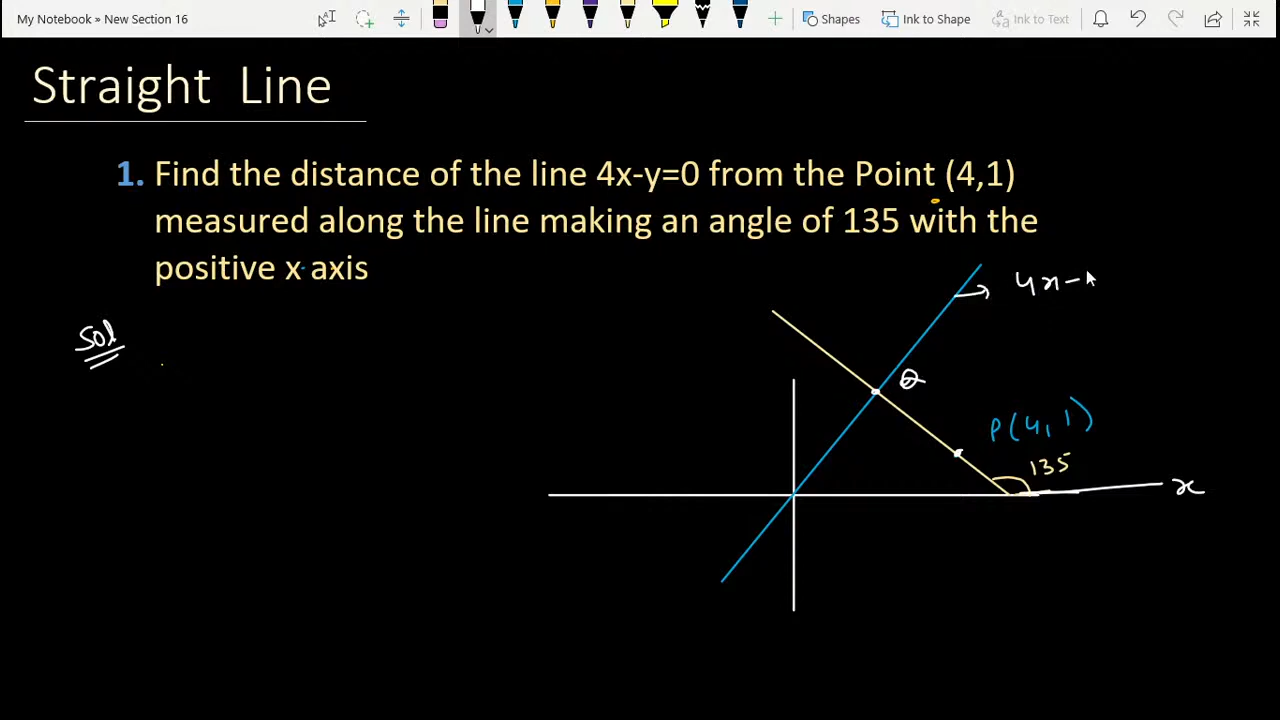 My Notebook » New Section 16
Shapes
Ink to Shape
Ink to Text
Straight Line
1. Find the distance of the line 4x-y=0 from the Point (4,1)
measured along the line making an angle of 135 with the
positive x axis
Sol
4x-
Q
P(4, 1)
135
x